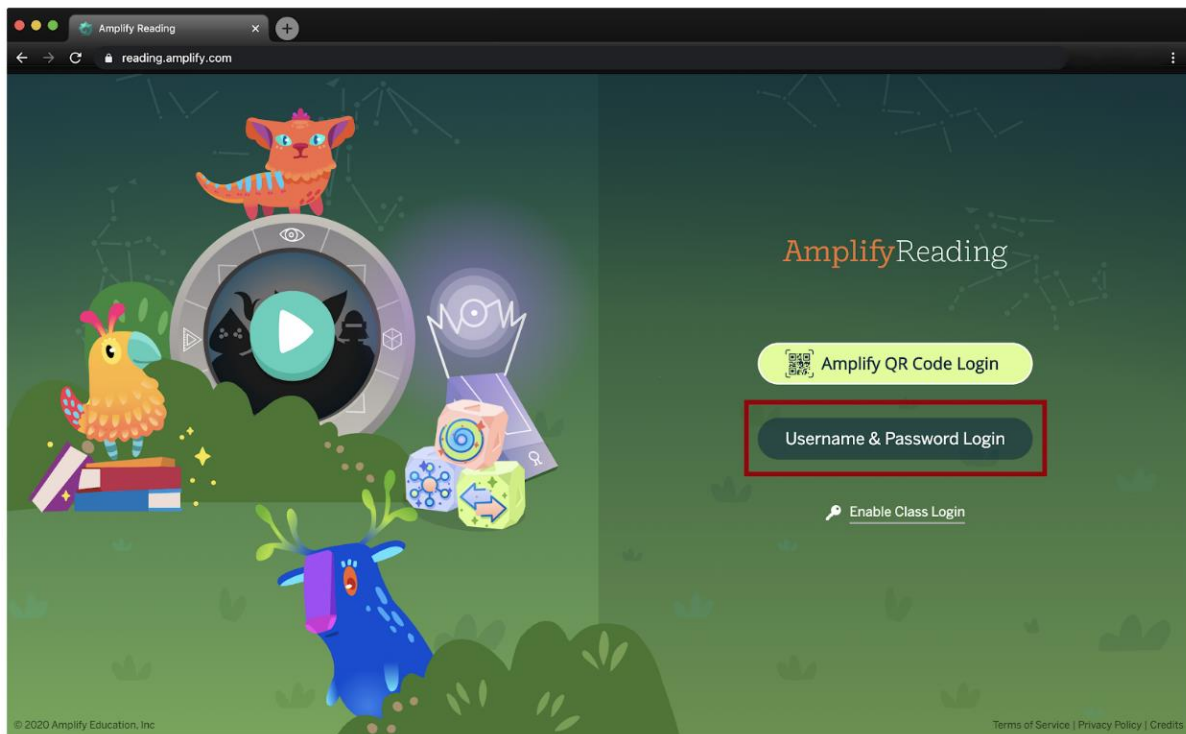 Amplify Reading
reading.amplify.com
AmplifyReading
Amplify QR Code Login
Username & Password Login
Enable Class Login
© 2020 Amplify Education, Inc
Terms of Service | Privacy Policy | Credits